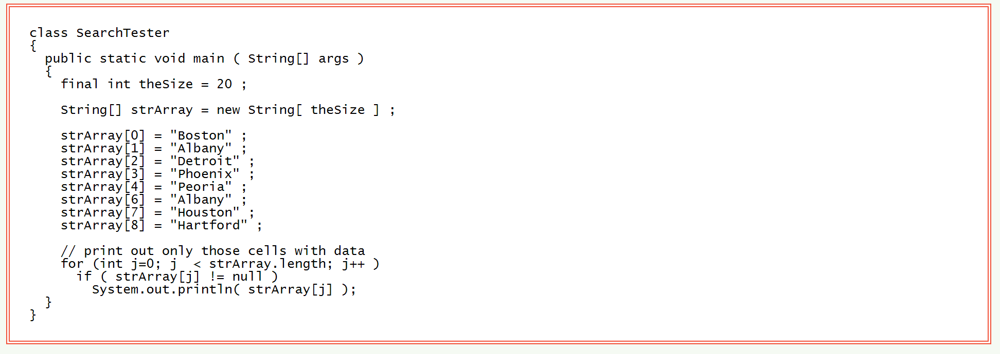 class SearchTester
{
  public static void main ( String[] args )
  {
    final int theSize = 20 ;

    String[] strArray = new String[ theSize ] ;

    strArray[0] = "Boston" ;
    strArray[1] = "Albany" ;
    strArray[2] = "Detroit" ;
    strArray[3] = "Phoenix" ;
    strArray[4] = "Peoria" ;
    strArray[6] = "Albany" ;
    strArray[7] = "Houston" ;
    strArray[8] = "Hartford" ;

    // print out only those cells with data
    for (int j=0; j  < strArray.length; j++ )
      if ( strArray[j] != null )
        System.out.println( strArray[j] );
  }
}